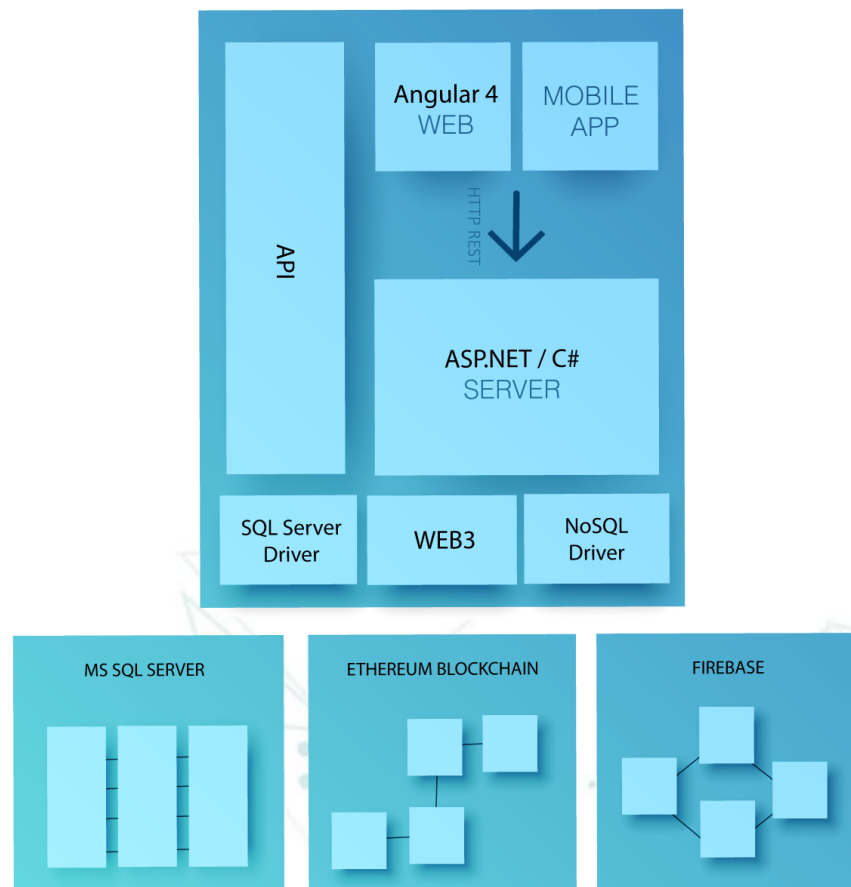 API
Angular 4
WEB
MOBILE
APP
HTTP REST
ASP.NET / C#
SERVER
SQL Server
Driver
WEB3
NoSQL
Driver
MS SQL SERVER
ETHEREUM BLOCKCHAIN
FIREBASE